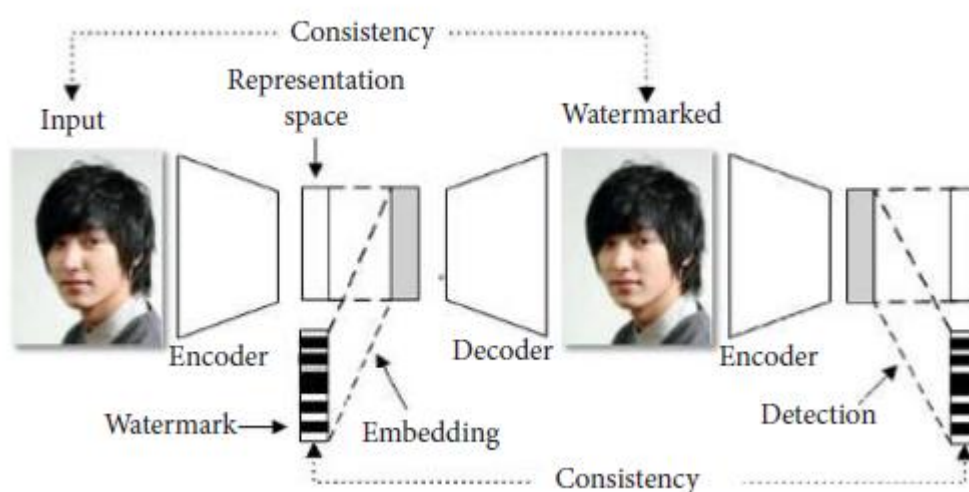 Consistency
Representation
space
Input
Watermarked
Encoder
Decoder
Encoder
Watermark
Embedding
Detection
Consistency